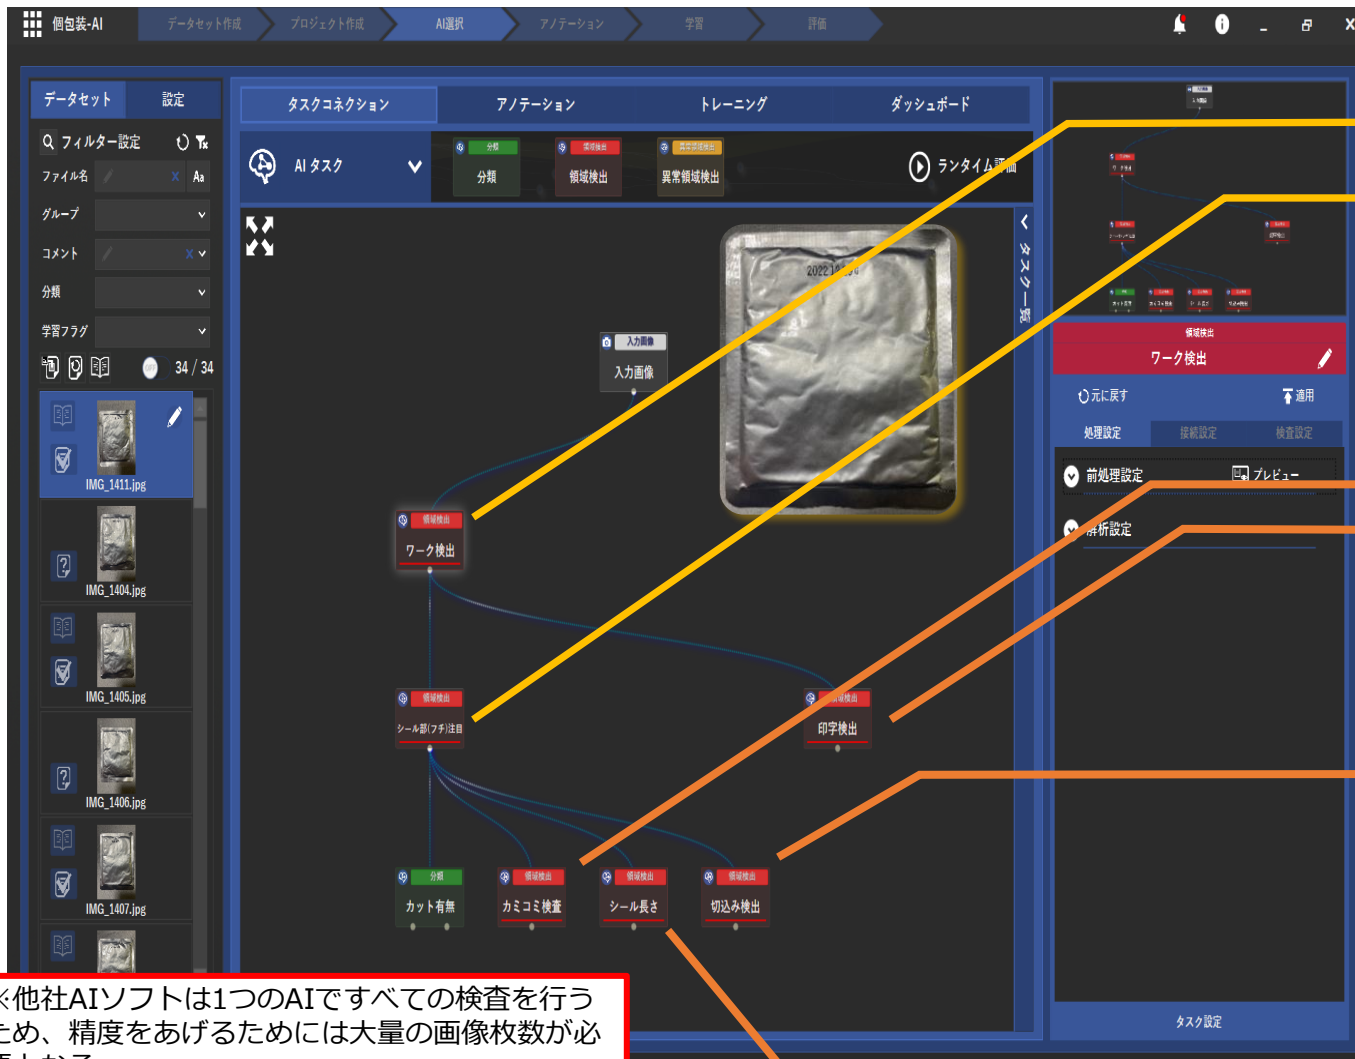 個包装-AI
データセット作成
プロジェクト作成
AI選択
アノテーション
学習
評価
データセット
設定
フィルター設定
ファイル名
Aa
グループ
コメント
分類
学習フラグ
OFF
34 / 34
IMG_1411.jpg
IMG_1404.jpg
IMG_1405.jpg
IMG_1406.jpg
IMG_1407.jpg
タスクコネクション
アノテーション
トレーニング
ダッシュボード
AI タスク
分類
分類
領域検出
領域検出
異常領域検出
異常領域検出
ランタイム評価
タスク一覧
入力画像
入力画像
領域検出
ワーク検出
領域検出
シール部(フチ)注目
領域検出
印字検出
分類
カット有無
領域検出
カミコミ検査
領域検出
シール長さ
領域検出
切込み検出
領域検出
ワーク検出
元に戻す
適用
処理設定
接続設定
検査設定
前処理設定
プレビュー
解析設定
タスク設定
※他社AIソフトは1つのAIですべての検査を行う
ため、精度をあげるためには大量の画像枚数が必